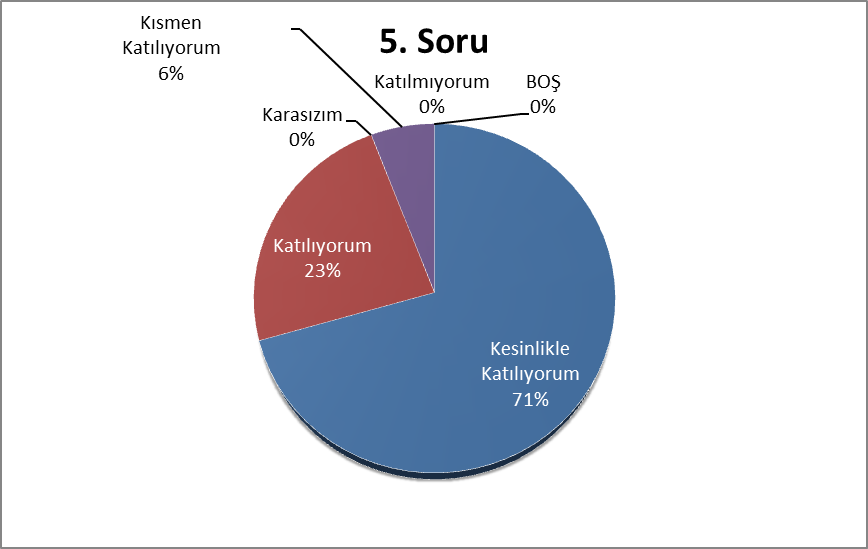 5. Soru
Kısmen
Katılıyorum
6%
Katılmıyorum
0%
BOŞ
0%
Karasızım
0%
Katılıyorum
23%
Kesinlikle
Katılıyorum
71%